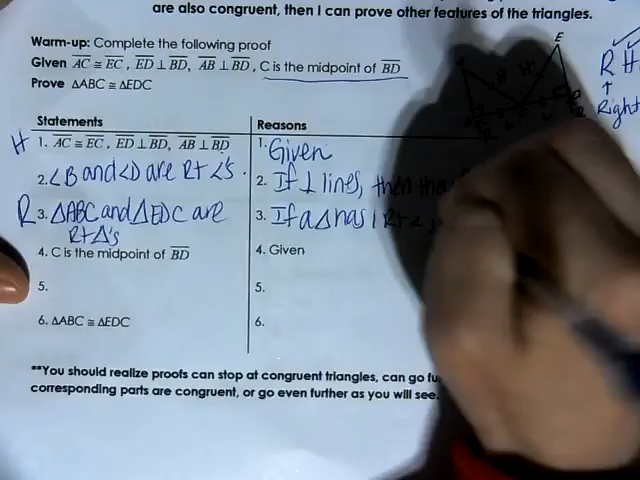 are also congruent, then I can prove other features of the triangles.
Warm-up: Complete the following proof
Given AC ≅ EC, ED ⊥ BD, AB ⊥ BD, C is the midpoint of BD
Prove ΔABC ≅ ΔEDC
E
R H
Right
Statements
Reasons
H 1. AC ≅ EC, ED ⊥ BD, AB ⊥ BD
1. Given
2. ∠B and ∠D are Rt ∠'s.
2. If ⊥ lines, then
R 3. ΔABC and ΔEDC are
Rt Δ's
3. If a Δ has 1 Rt ∠
4. C is the midpoint of BD
4. Given
5.
5.
6. ΔABC ≅ ΔEDC
6.
**You should realize proofs can stop at congruent triangles, can go
corresponding parts are congruent, or go even further as you will see.